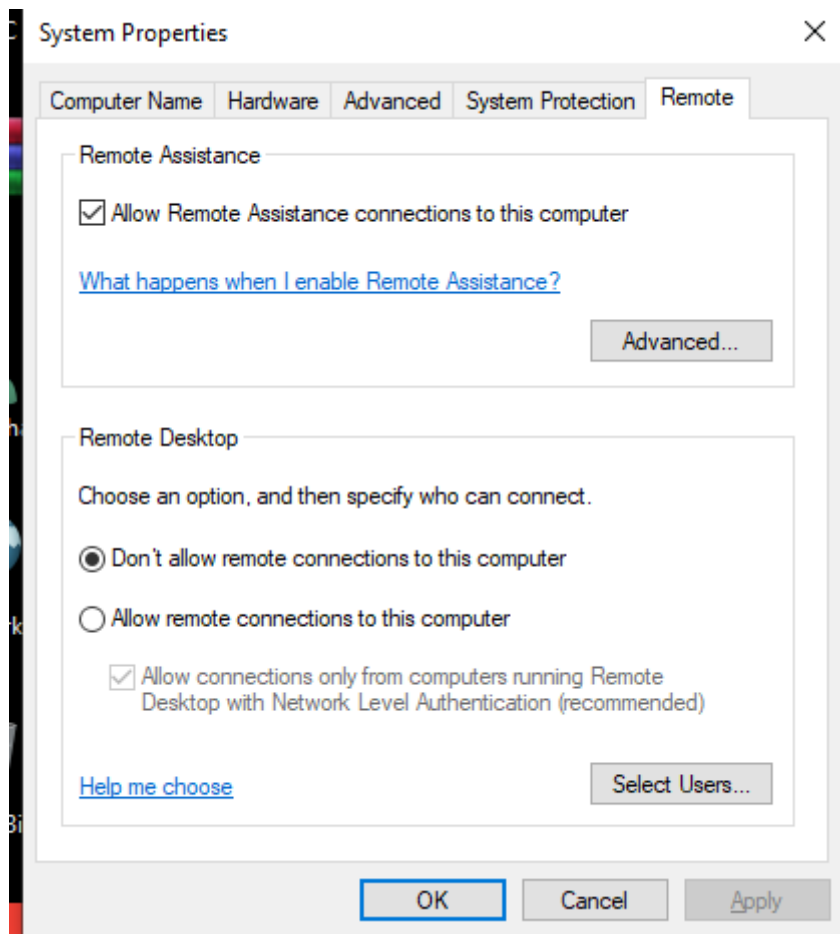 System Properties
Computer Name
Hardware
Advanced
System Protection
Remote
Remote Assistance
Allow Remote Assistance connections to this computer
What happens when I enable Remote Assistance?
Advanced...
Remote Desktop
Choose an option, and then specify who can connect.
Don't allow remote connections to this computer
Allow remote connections to this computer
Allow connections only from computers running Remote
Desktop with Network Level Authentication (recommended)
Help me choose
Select Users...
OK
Cancel
Apply